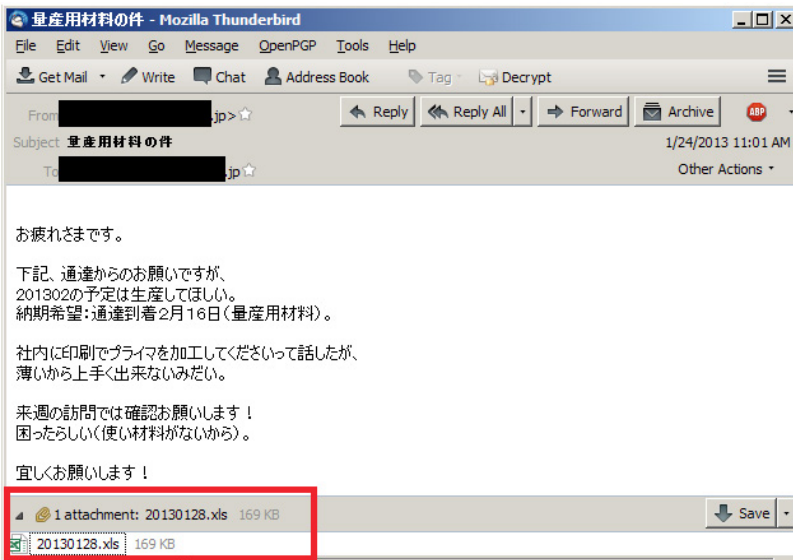 量産用材料の件 - Mozilla Thunderbird
File Edit View Go Message OpenPGP Tools Help
Get Mail Write Chat Address Book Tag Decrypt
From .jp> Reply Reply All Forward Archive ABP
Subject 量産用材料の件 1/24/2013 11:01 AM
To .jp Other Actions
お疲れさまです。
下記、通達からのお願いですが、
201302の予定は生産してほしい。
納期希望:通達到着2月16日(量産用材料)。
社内に印刷でプライマを加工してくださいって話したが、
薄いから上手く出来ないみだい。
来週の訪問では確認お願いします!
困ったらしい(使い材料がないから)。
宜しくお願いします!
1 attachment: 20130128.xls 169 KB Save
20130128.xls 169 KB